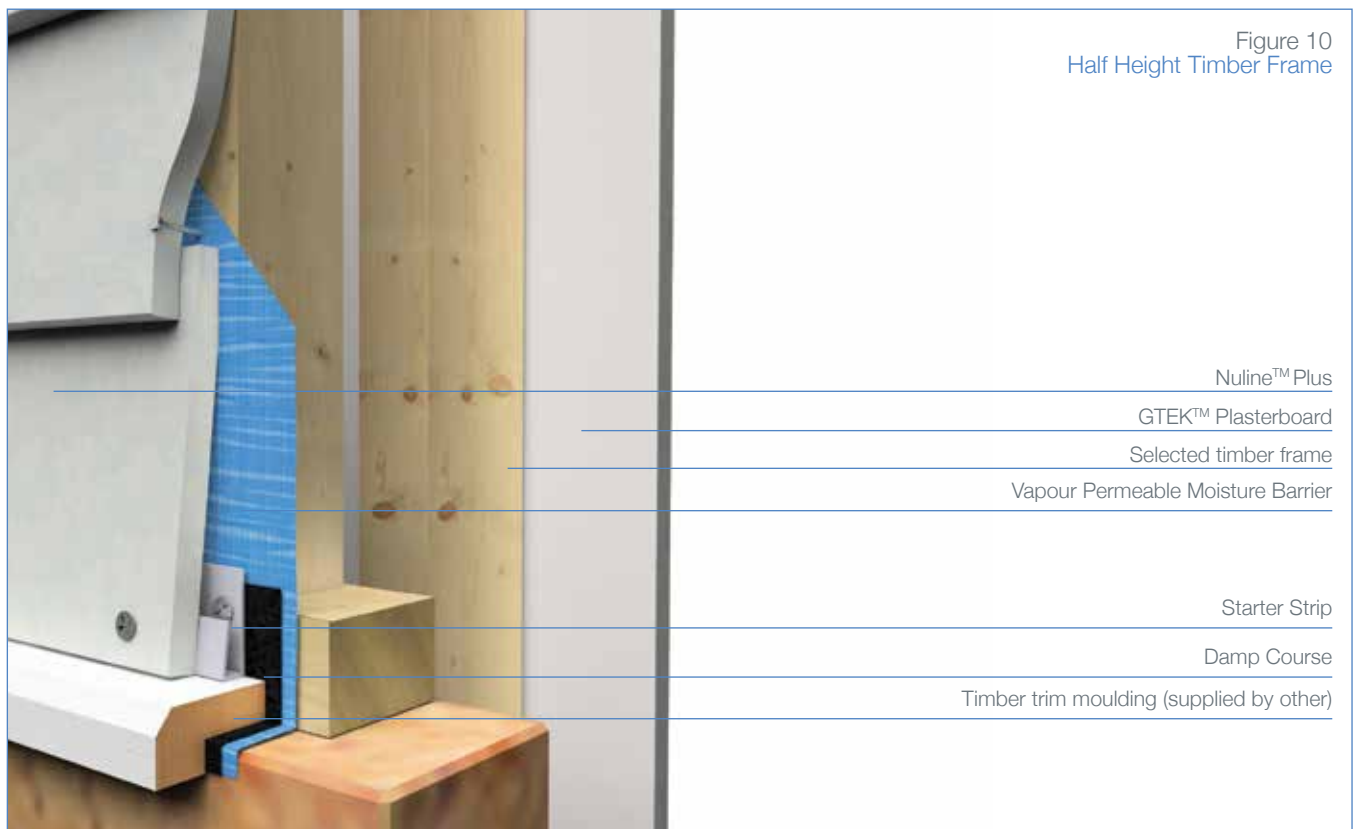 Figure 10
Half Height Timber Frame
Nuline™ Plus
GTEK™ Plasterboard
Selected timber frame
Vapour Permeable Moisture Barrier
Starter Strip
Damp Course
Timber trim moulding (supplied by other)